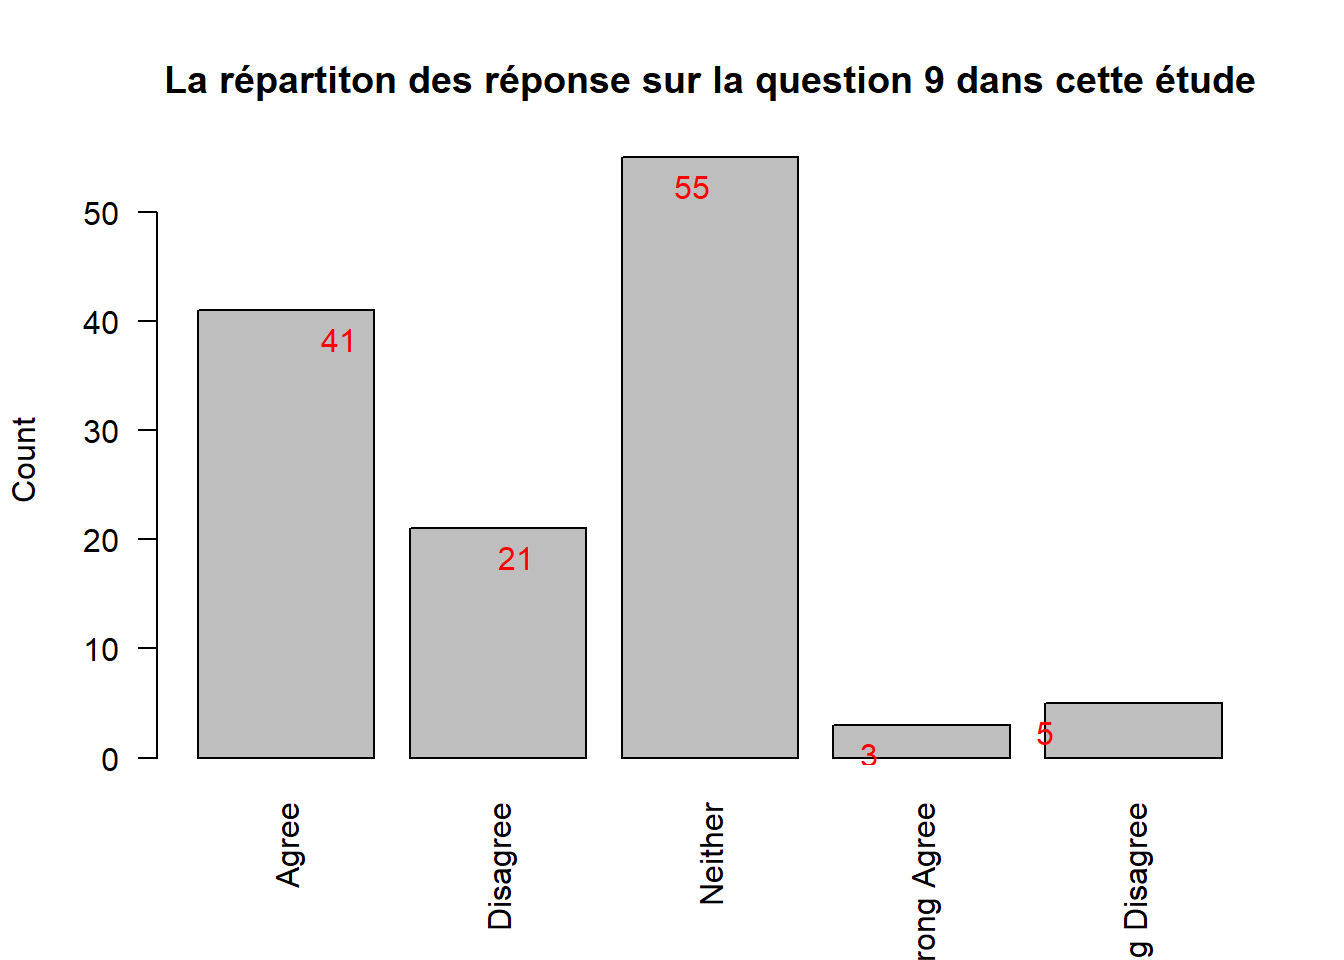 La répartiton des réponse sur la question 9 dans cette étude
Count
50
40
30
20
10
0
41
21
55
3
5
Agree
Disagree
Neither
rong Agree
g Disagree